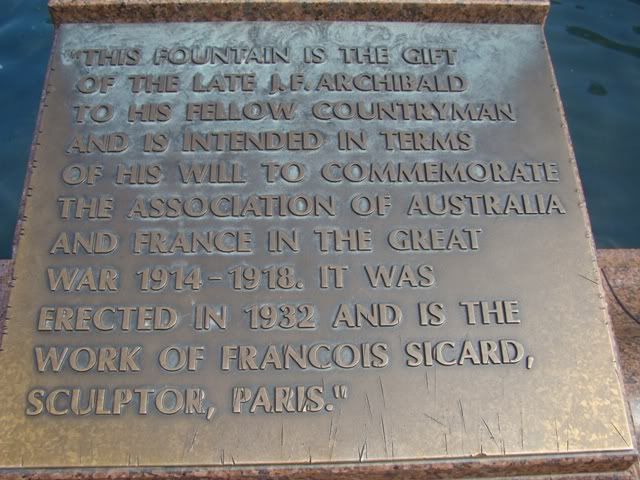 "THIS FOUNTAIN IS THE GIFT
OF THE LATE J.F. ARCHIBALD
TO HIS FELLOW COUNTRYMAN
AND IS INTENDED IN TERMS
OF HIS WILL TO COMMEMORATE
THE ASSOCIATION OF AUSTRALIA
AND FRANCE IN THE GREAT
WAR 1914-1918. IT WAS
ERECTED IN 1932 AND IS THE
WORK OF FRANCOIS SICARD,
SCULPTOR, PARIS."